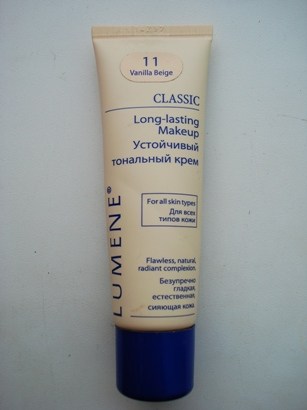 11
Vanilla Beige
CLASSIC
Long-lasting
Makeup
Устойчивый
тональный крем
For all skin types
Для всех
типов кожи
LUMENE®
Flawless, natural,
radiant complexion.
Безупречно
гладкая,
естественная,
сияющая кожа.